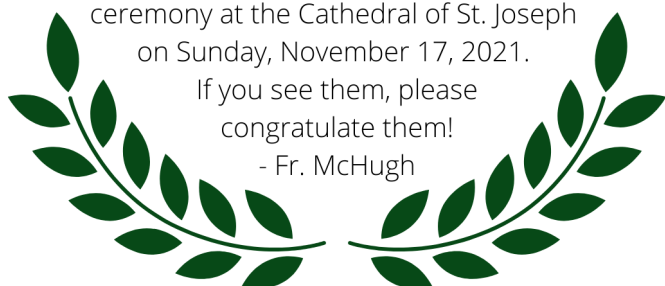 ceremony at the Cathedral of St. Joseph
on Sunday, November 17, 2021.
If you see them, please
congratulate them!
- Fr. McHugh